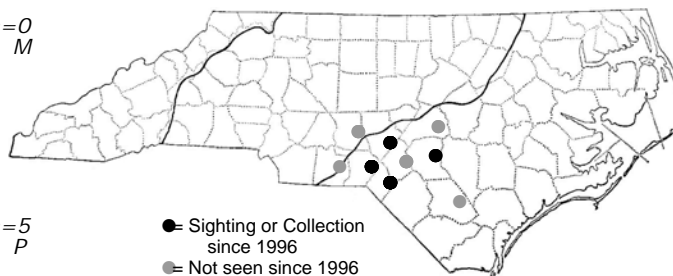 =0
M
=5
P
●= Sighting or Collection
since 1996
●= Not seen since 1996